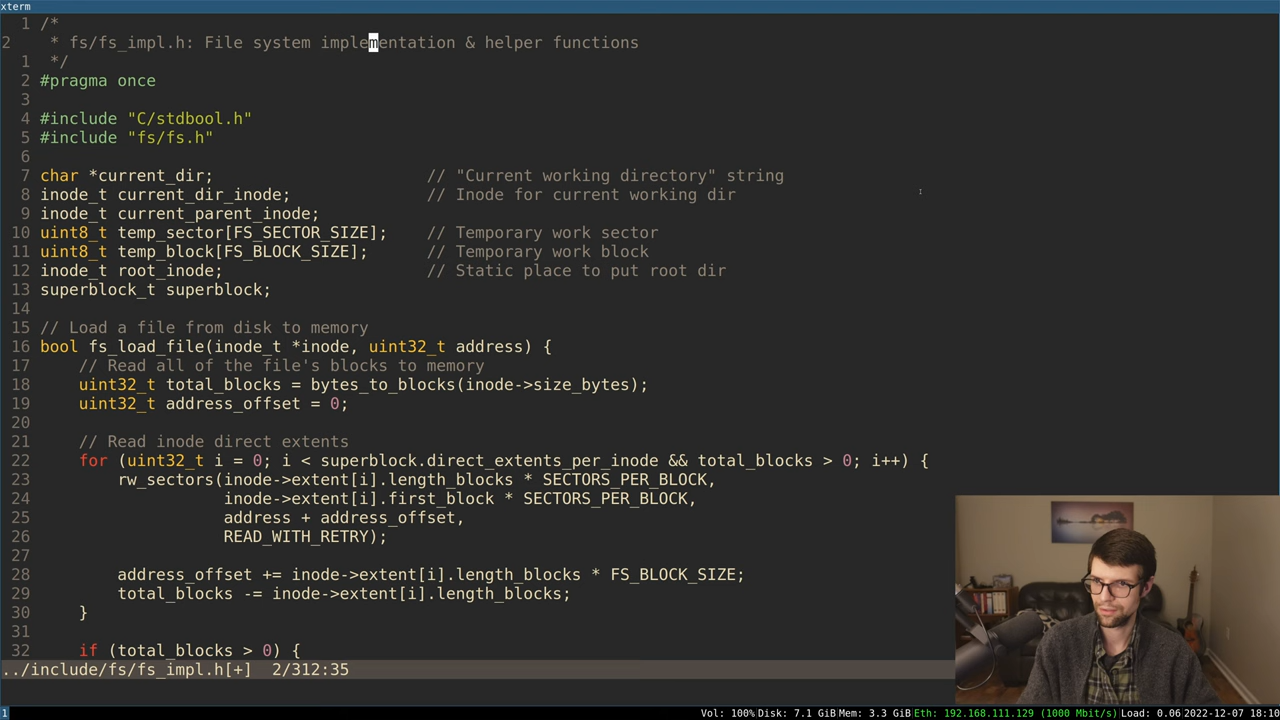 xterm
1 /*
2  * fs/fs_impl.h: File system implementation & helper functions
1  */
2 #pragma once
3
4 #include "C/stdbool.h"
5 #include "fs/fs.h"
6
7 char *current_dir;                      // "Current working directory" string
8 inode_t current_dir_inode;              // Inode for current working dir
9 inode_t current_parent_inode;
10 uint8_t temp_sector[FS_SECTOR_SIZE];    // Temporary work sector
11 uint8_t temp_block[FS_BLOCK_SIZE];      // Temporary work block
12 inode_t root_inode;                     // Static place to put root dir
13 superblock_t superblock;
14
15 // Load a file from disk to memory
16 bool fs_load_file(inode_t *inode, uint32_t address) {
17     // Read all of the file's blocks to memory
18     uint32_t total_blocks = bytes_to_blocks(inode->size_bytes);
19     uint32_t address_offset = 0;
20
21     // Read inode direct extents
22     for (uint32_t i = 0; i < superblock.direct_extents_per_inode && total_blocks > 0; i++) {
23         rw_sectors(inode->extent[i].length_blocks * SECTORS_PER_BLOCK,
24                    inode->extent[i].first_block * SECTORS_PER_BLOCK,
25                    address + address_offset,
26                    READ_WITH_RETRY);
27
28         address_offset += inode->extent[i].length_blocks * FS_BLOCK_SIZE;
29         total_blocks -= inode->extent[i].length_blocks;
30     }
31
32     if (total_blocks > 0) {
../include/fs/fs_impl.h[+]  2/312:35
1 Vol: 100% Disk: 7.1 GiB Mem: 3.3 GiB Eth: 192.168.111.129 (1000 Mbit/s) Load: 0.06 2022-12-07 18:10